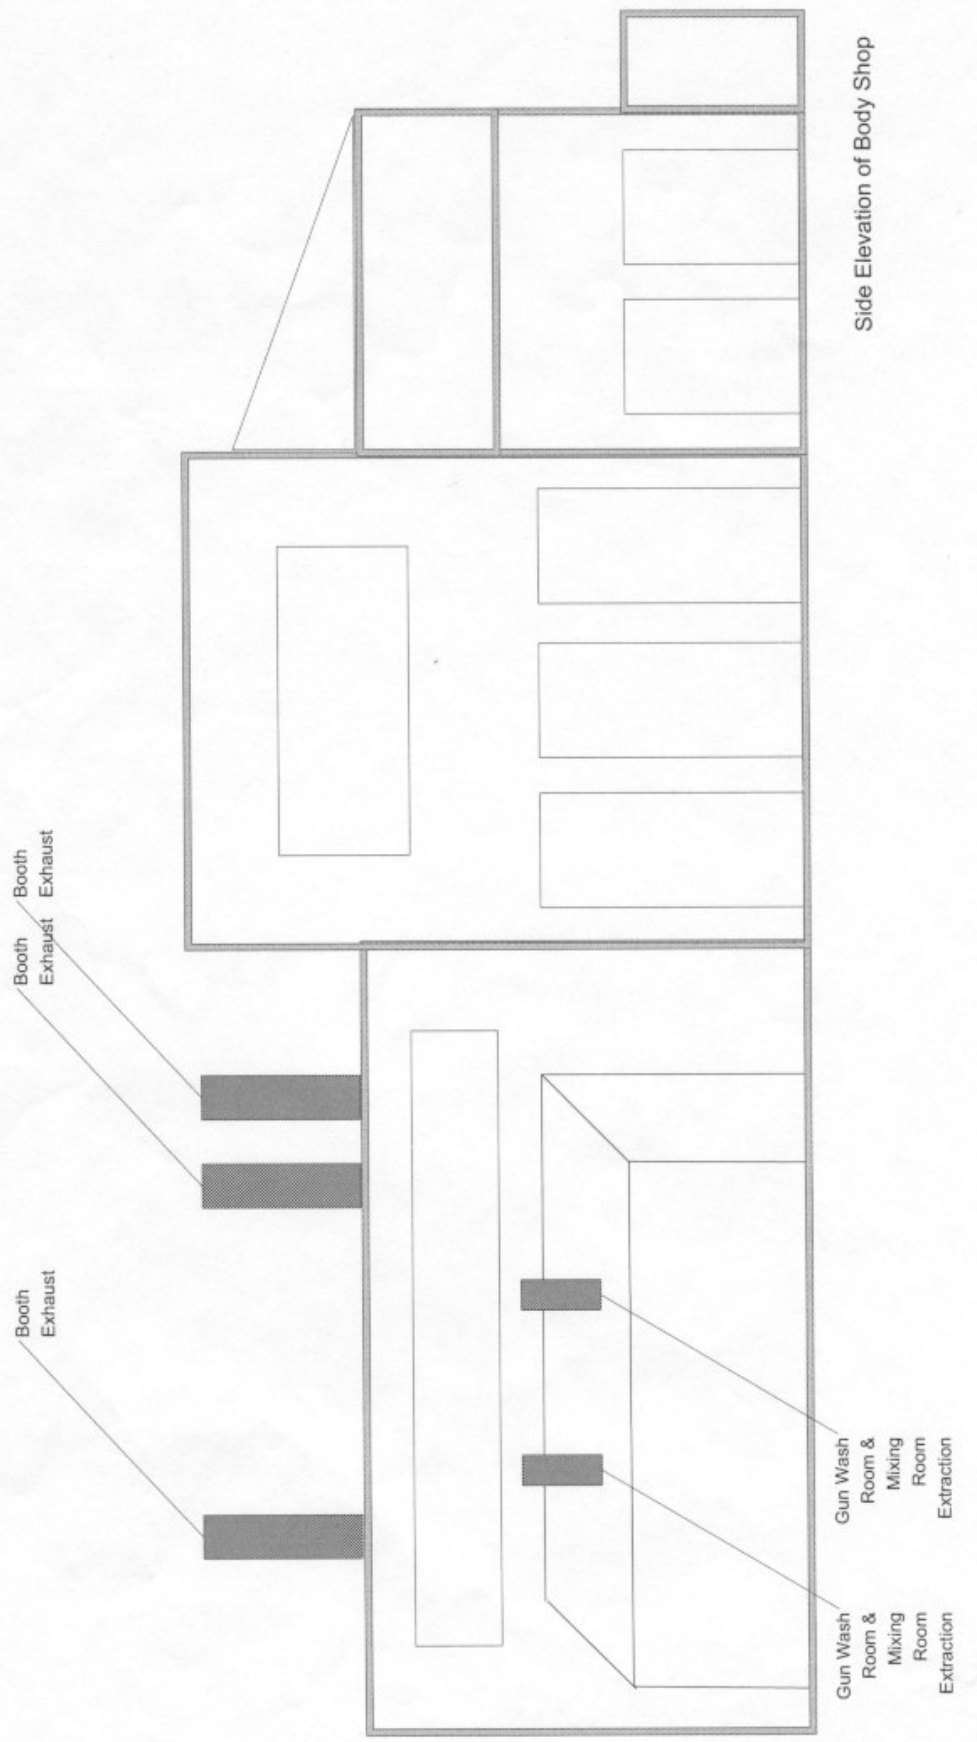 Booth
Exhaust
Booth
Exhaust
Booth
Exhaust
Gun Wash
Room &
Mixing
Room
Extraction
Gun Wash
Room &
Mixing
Room
Extraction
Side Elevation of Body Shop